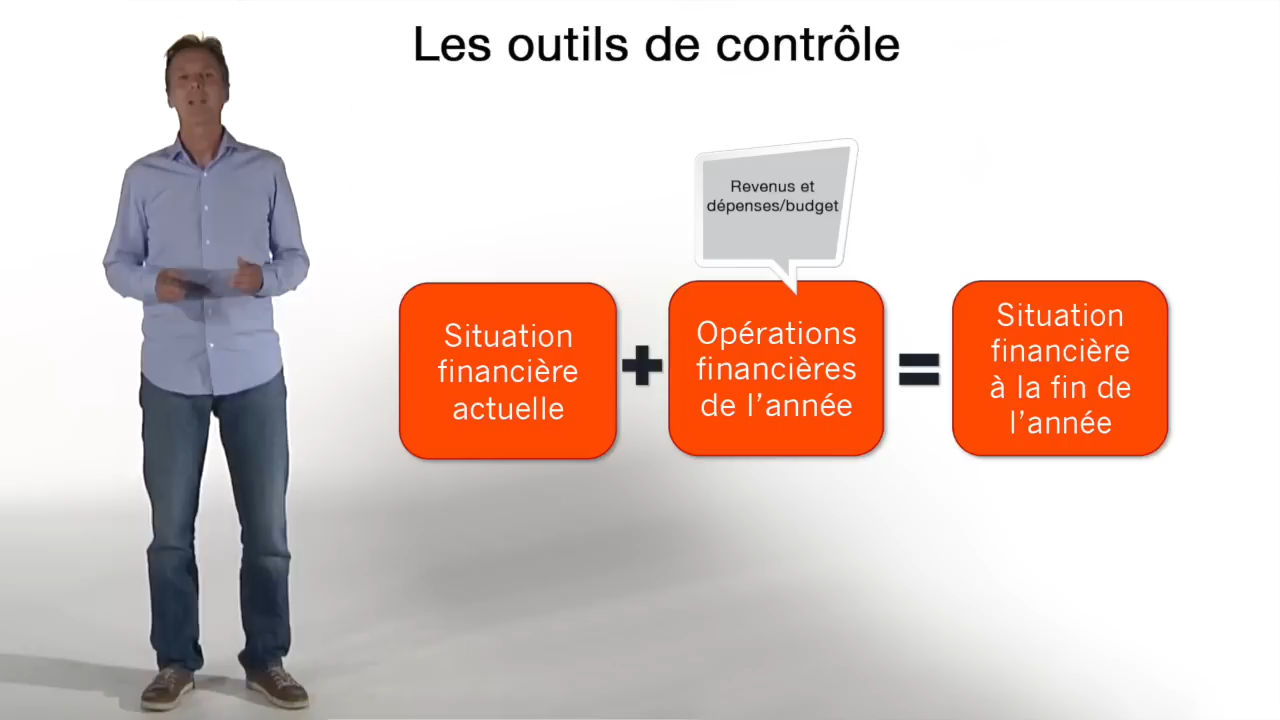 Les outils de contrôle
Revenus et
dépenses/budget
Situation
financière
actuelle
+
Opérations
financières
de l’année
=
Situation
financière
à la fin de
l’année